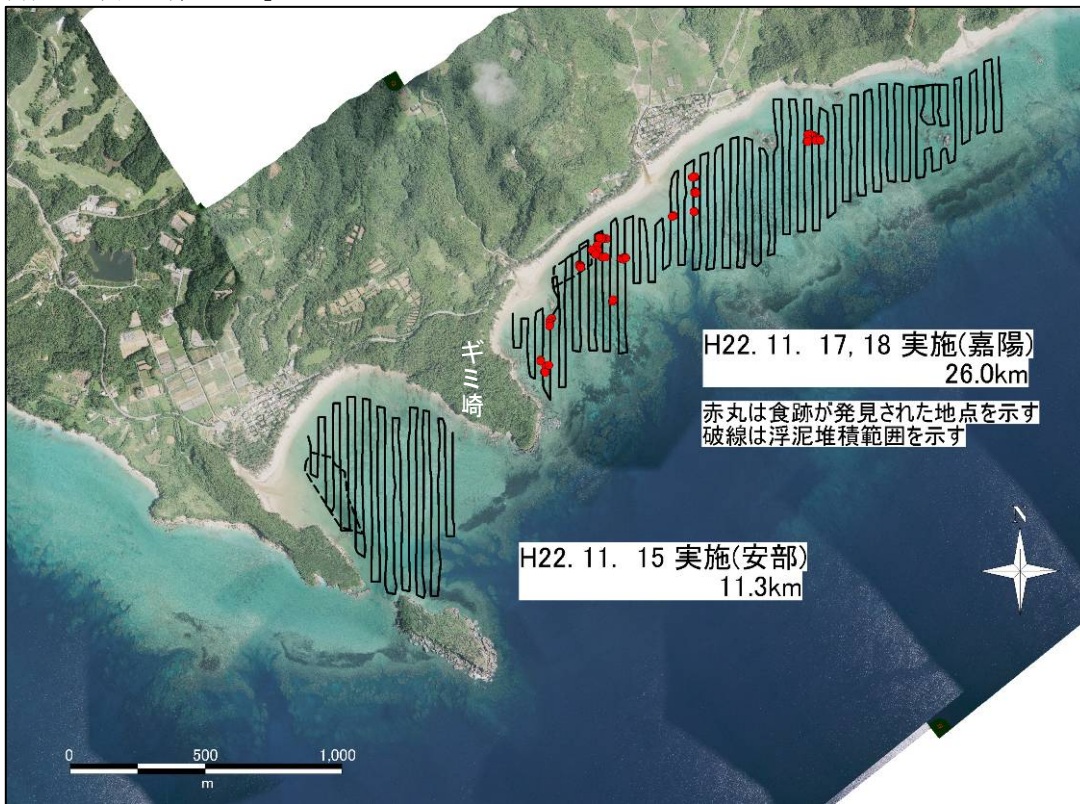 ギミ崎
H22. 11. 17, 18 実施(嘉陽)
26.0km
赤丸は食跡が発見された地点を示す
破線は浮泥堆積範囲を示す
N
H22. 11. 15 実施(安部)
11.3km
0 500 1,000
m